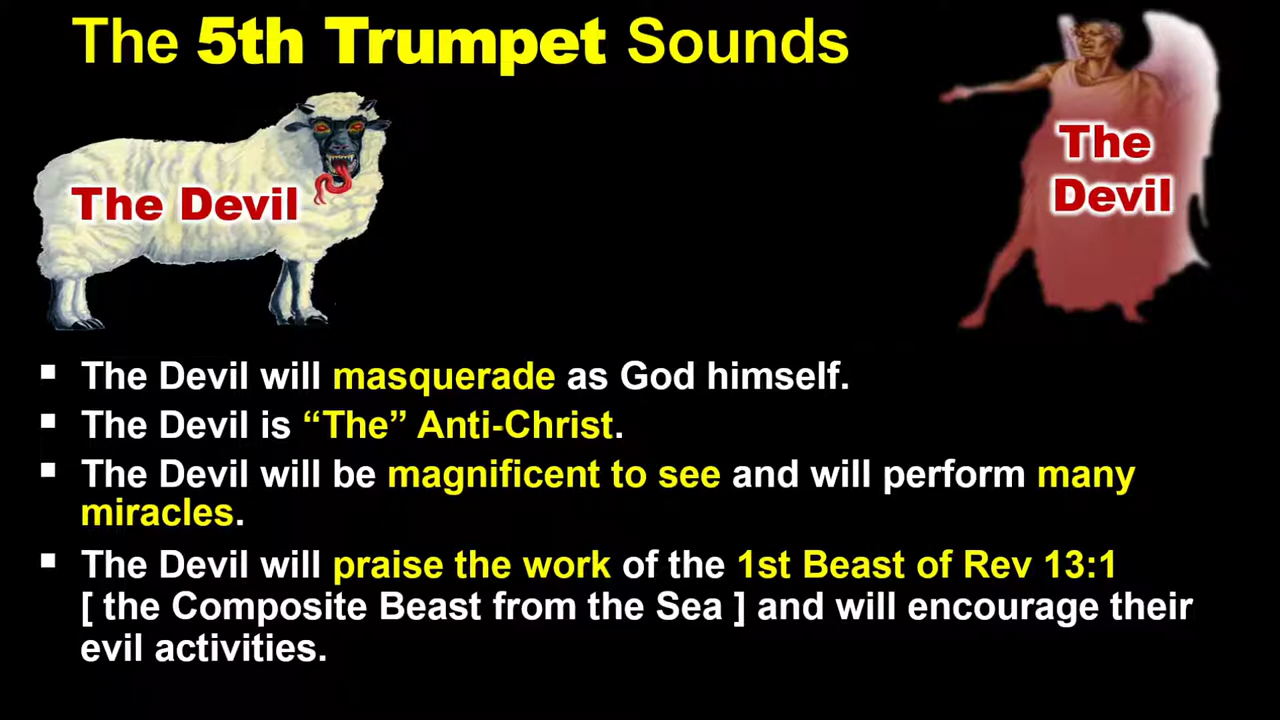 The 5th Trumpet Sounds
The Devil
The
Devil
▪ The Devil will masquerade as God himself.
▪ The Devil is “The” Anti-Christ.
▪ The Devil will be magnificent to see and will perform many
miracles.
▪ The Devil will praise the work of the 1st Beast of Rev 13:1
[ the Composite Beast from the Sea ] and will encourage their
evil activities.